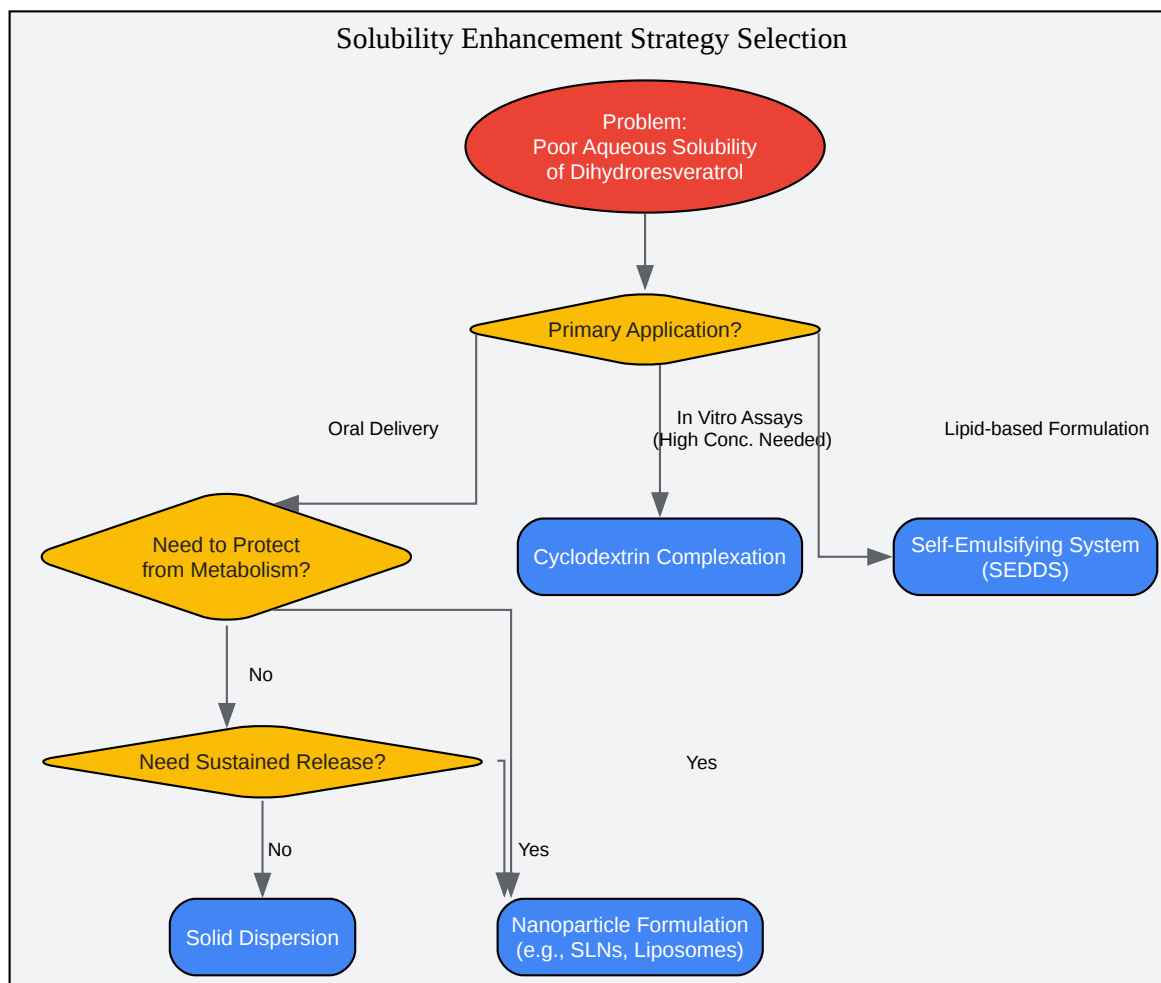 Solubility Enhancement Strategy Selection
Problem:
Poor Aqueous Solubility
of Dihydroresveratrol
Primary Application?
Oral Delivery
In Vitro Assays
(High Conc. Needed)
Lipid-based Formulation
Need to Protect
from Metabolism?
Cyclodextrin Complexation
Self-Emulsifying System
(SEDDS)
No
Need Sustained Release?
Yes
No
Yes
Solid Dispersion
Nanoparticle Formulation
(e.g., SLNs, Liposomes)